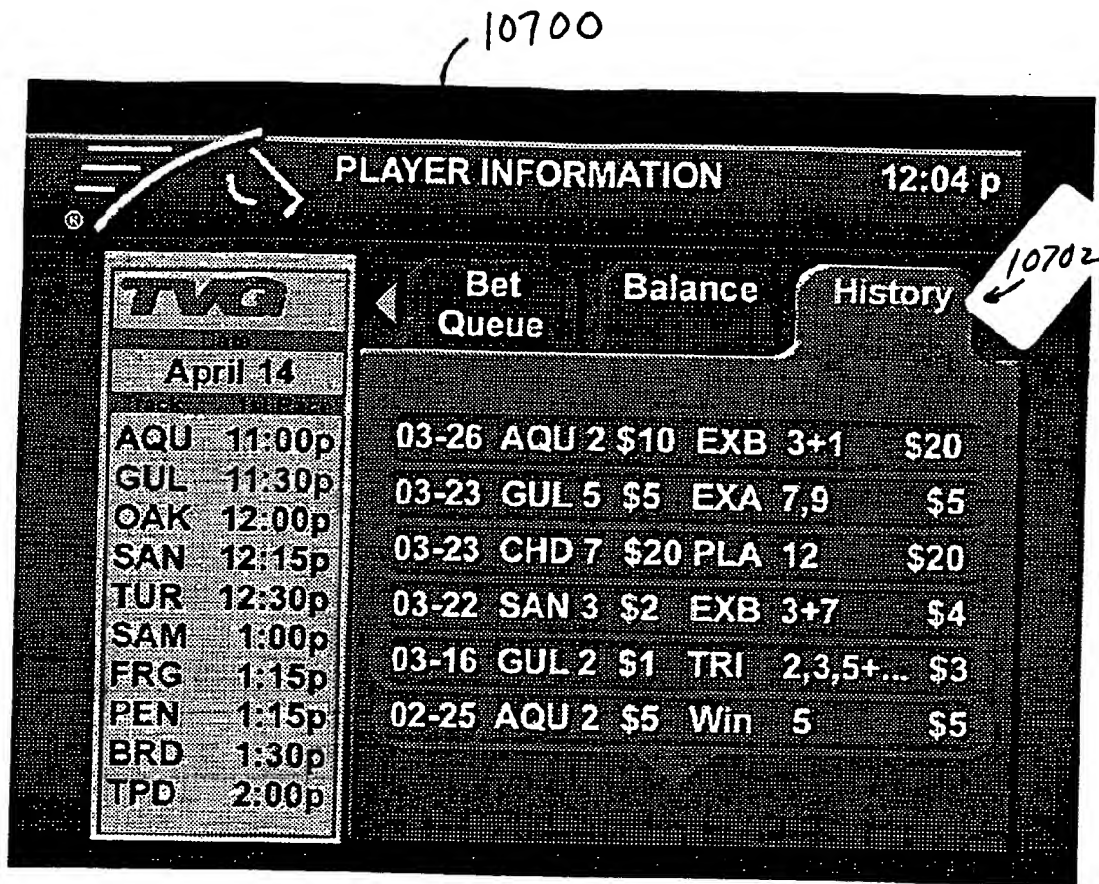 10700
PLAYER INFORMATION 12:04 p
®
10702
TVG
Bet Queue
Balance
History
Date
April 14
Track 1st Race
AQU 11:00p
GUL 11:30p
OAK 12:00p
SAN 12:15p
TUR 12:30p
SAM 1:00p
FRG 1:15p
PEN 1:15p
BRD 1:30p
TPD 2:00p
03-26 AQU 2 $10 EXB 3+1 $20
03-23 GUL 5 $5 EXA 7,9 $5
03-23 CHD 7 $20 PLA 12 $20
03-22 SAN 3 $2 EXB 3+7 $4
03-16 GUL 2 $1 TRI 2,3,5+... $3
02-25 AQU 2 $5 Win 5 $5